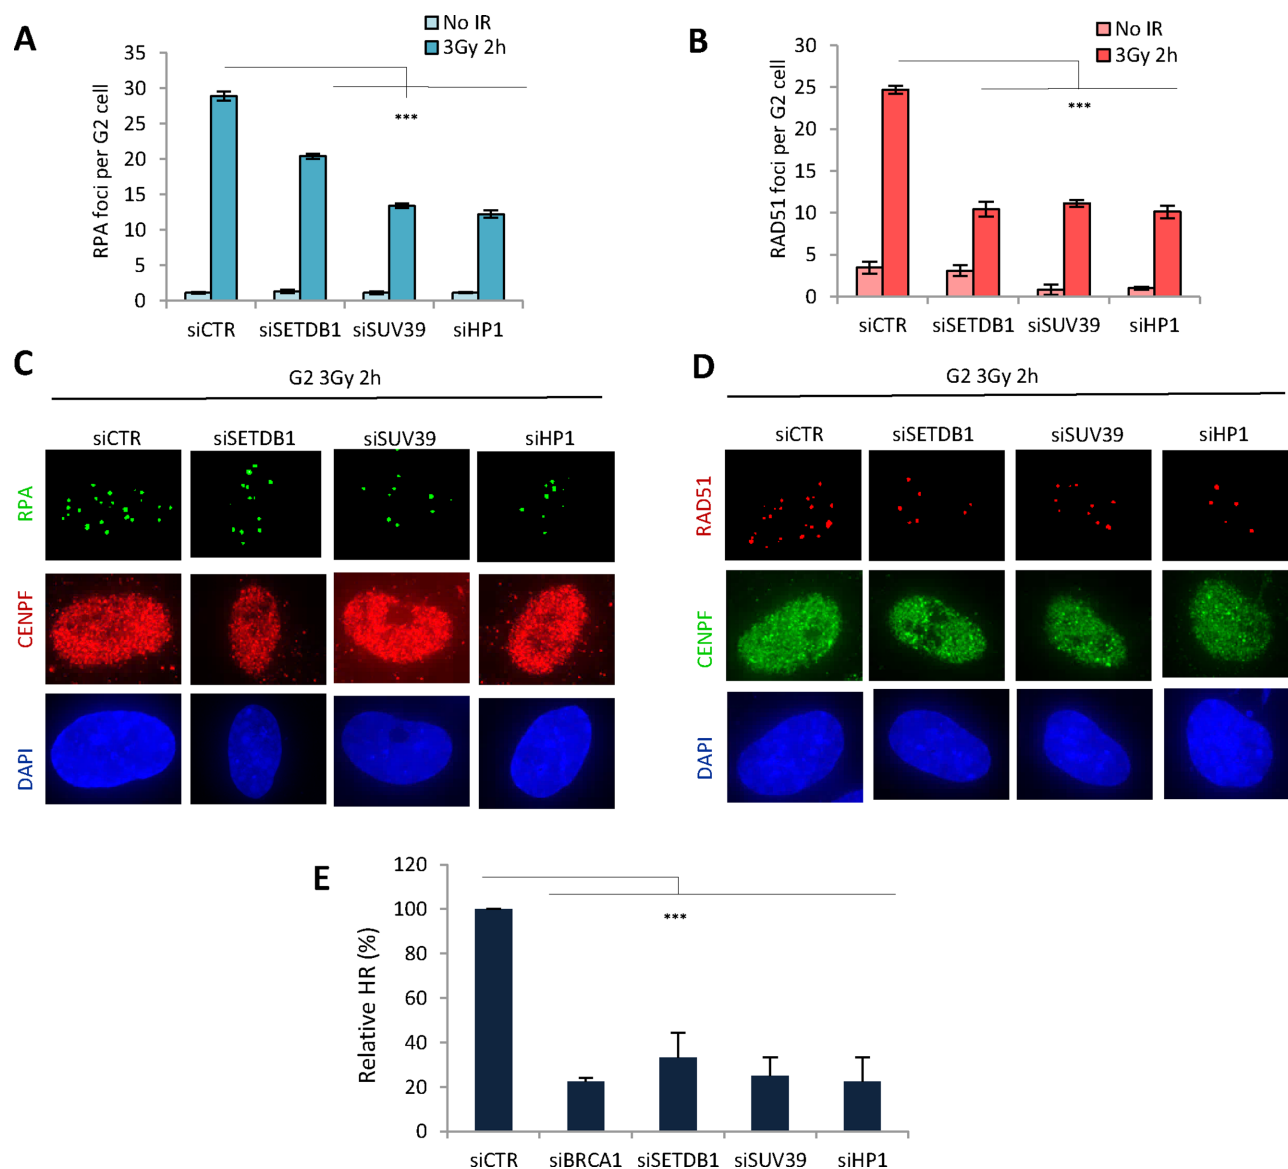 A
No IR
3Gy 2h
RPA foci per G2 cell
35
30
25
20
15
10
5
0
***
siCTR siSETDB1 siSUV39 siHP1
B
No IR
3Gy 2h
RAD51 foci per G2 cell
30
25
20
15
10
5
0
***
siCTR siSETDB1 siSUV39 siHP1
C
G2 3Gy 2h
siCTR siSETDB1 siSUV39 siHP1
RPA
CENPF
DAPI
D
G2 3Gy 2h
siCTR siSETDB1 siSUV39 siHP1
RAD51
CENPF
DAPI
E
Relative HR (%)
120
100
80
60
40
20
0
***
siCTR siBRCA1 siSETDB1 siSUV39 siHP1